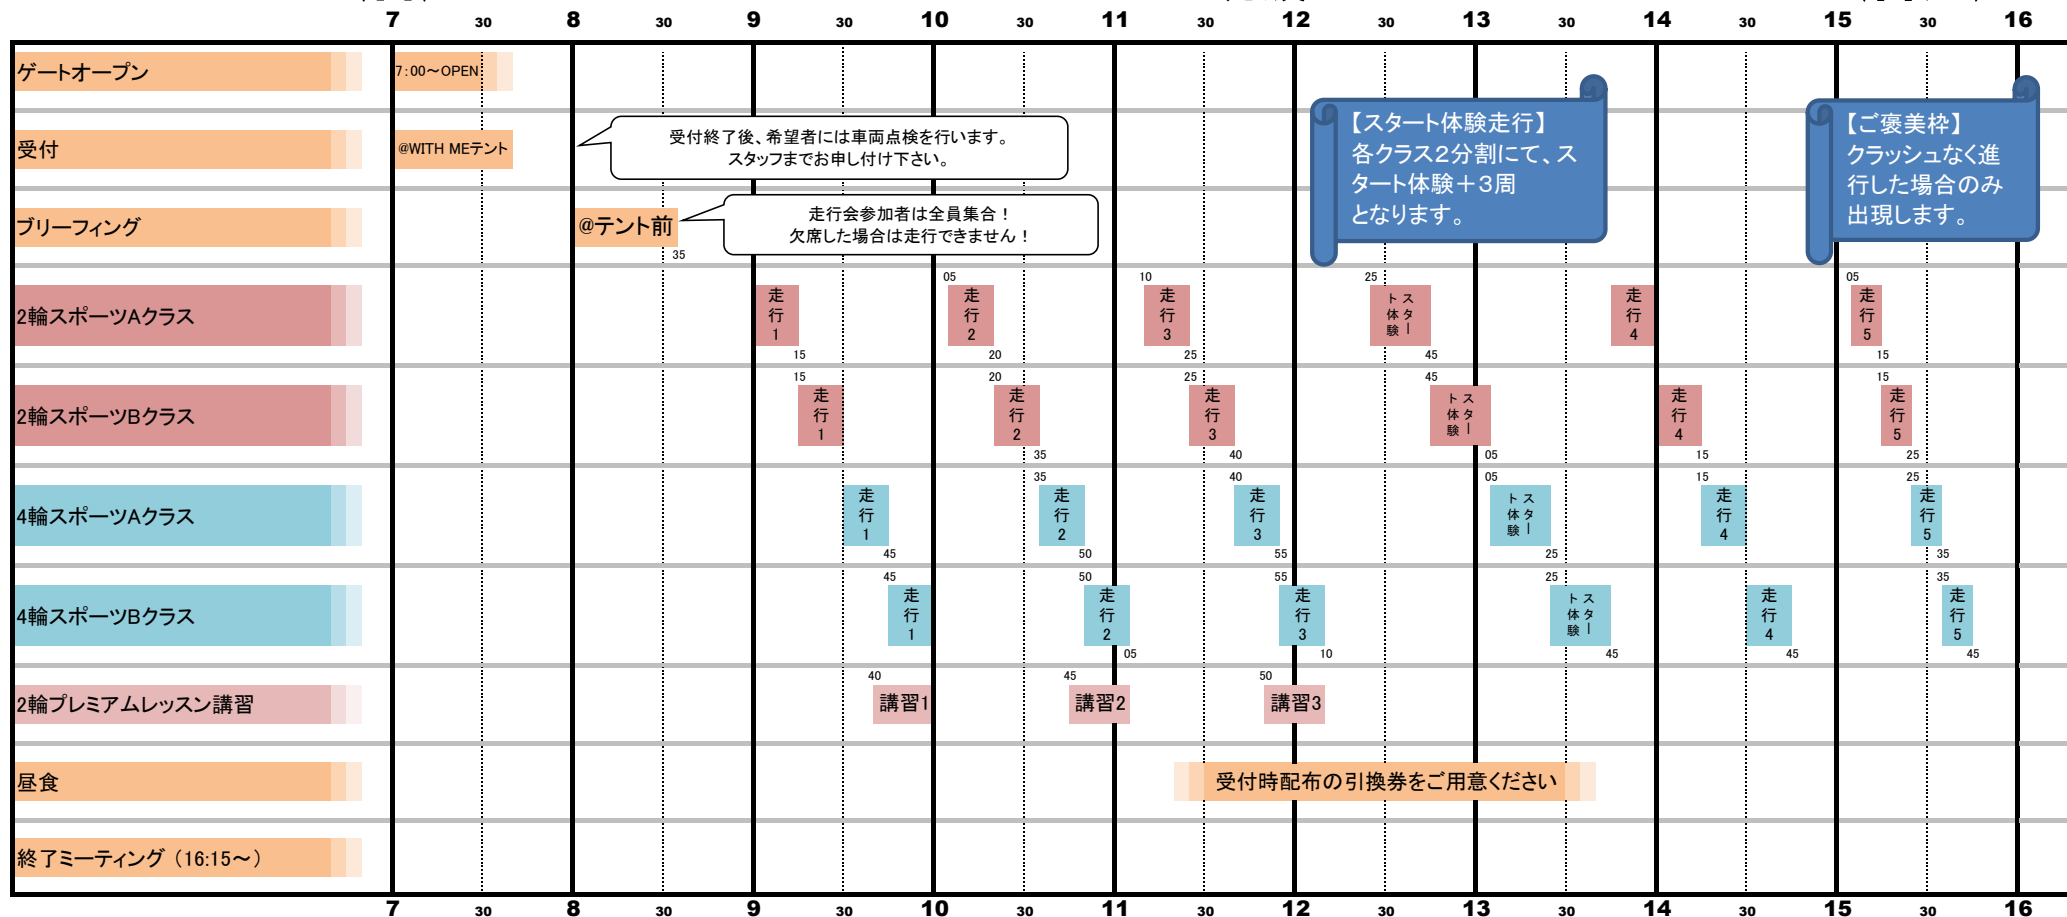 7 30 8 30 9 30 10 30 11 30 12 30 13 30 14 30 15 30 16
ゲートオープン
7:00～OPEN
受付
@WITH MEテント
受付終了後、希望者には車両点検を行います。
スタッフまでお申し付け下さい。
【スタート体験走行】
各クラス2分割にて、ス
タート体験＋3周
となります。
【ご褒美枠】
クラッシュなく進
行した場合のみ
出現します。
ブリーフィング
@テント前
35
走行会参加者は全員集合！
欠席した場合は走行できません！
2輪スポーツAクラス
走行1
15
05
走行2
20
10
走行3
25
25
スタート体験
45
走行4
05
走行5
15
2輪スポーツBクラス
15
走行1
20
走行2
35
25
走行3
40
45
スタート体験
05
走行4
15
15
走行5
25
4輪スポーツAクラス
走行1
45
35
走行2
50
40
走行3
55
05
スタート体験
25
15
走行4
25
走行5
35
4輪スポーツBクラス
45
走行1
50
走行2
05
55
走行3
10
25
スタート体験
45
走行4
45
35
走行5
45
2輪プレミアムレッスン講習
40
講習1
45
講習2
50
講習3
昼食
受付時配布の引換券をご用意ください
終了ミーティング（16:15～）
7 30 8 30 9 30 10 30 11 30 12 30 13 30 14 30 15 30 16